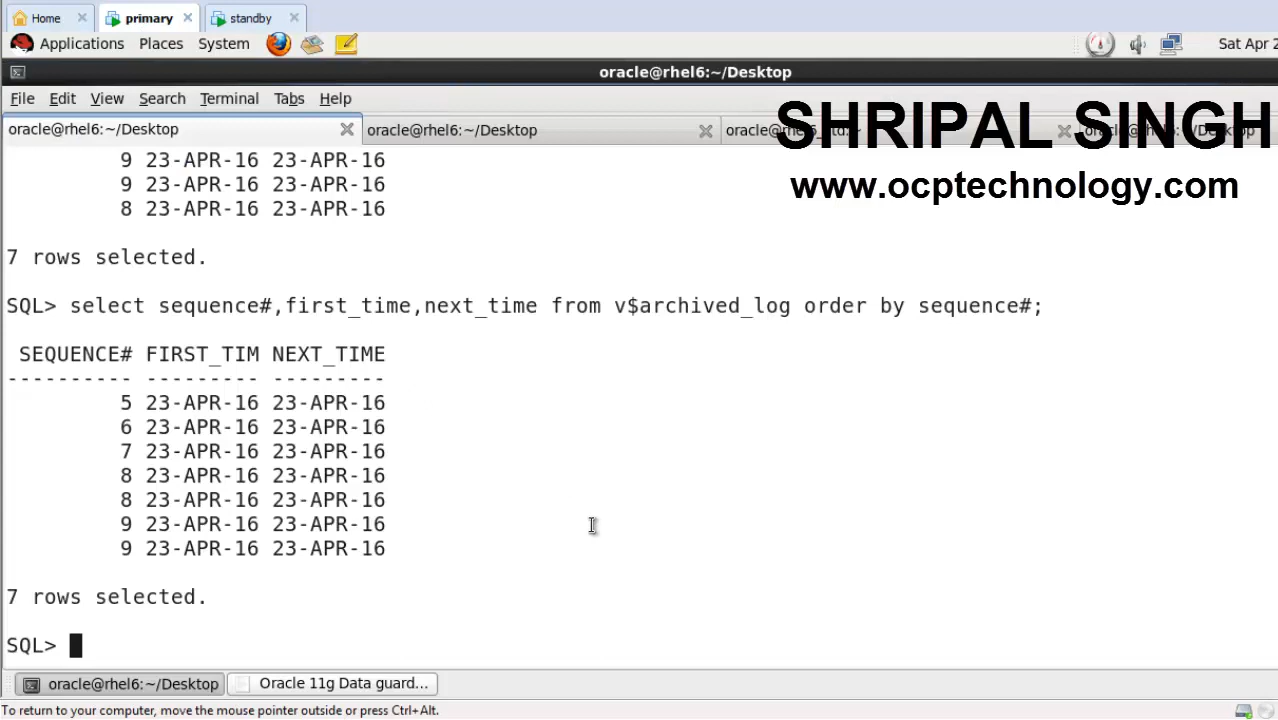 Home primary standby
Applications Places System Sat Apr 2
oracle@rhel6:~/Desktop
File Edit View Search Terminal Tabs Help
oracle@rhel6:~/Desktop oracle@rhel6:~/Desktop
SHRIPAL SINGH
www.ocptechnology.com
9 23-APR-16 23-APR-16
9 23-APR-16 23-APR-16
8 23-APR-16 23-APR-16
7 rows selected.
SQL> select sequence#,first_time,next_time from v$archived_log order by sequence#;
SEQUENCE# FIRST_TIM NEXT_TIME
---------- --------- ---------
5 23-APR-16 23-APR-16
6 23-APR-16 23-APR-16
7 23-APR-16 23-APR-16
8 23-APR-16 23-APR-16
8 23-APR-16 23-APR-16
9 23-APR-16 23-APR-16
9 23-APR-16 23-APR-16
7 rows selected.
SQL>
oracle@rhel6:~/Desktop Oracle 11g Data guard...
To return to your computer, move the mouse pointer outside or press Ctrl+Alt.